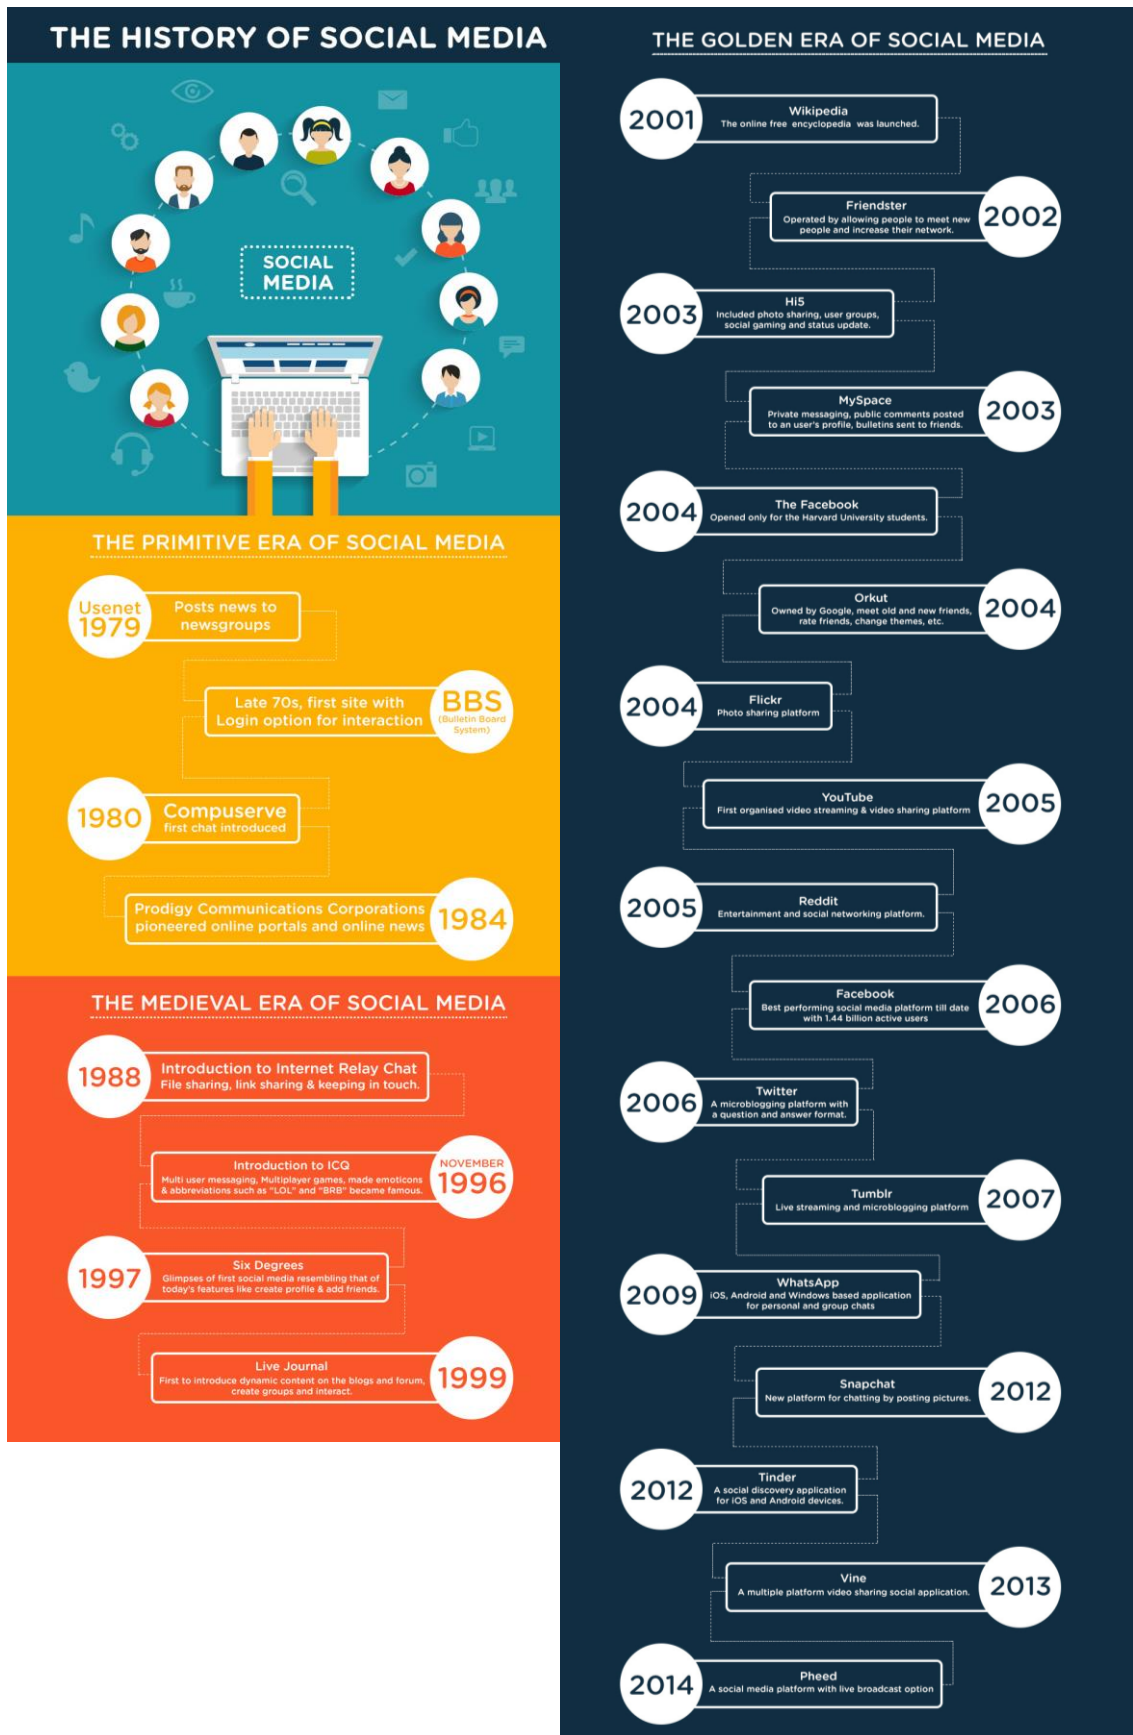 THE HISTORY OF SOCIAL MEDIA
SOCIAL
MEDIA
THE PRIMITIVE ERA OF SOCIAL MEDIA
Usenet
1979
Posts news to
newsgroups
Late 70s, first site with
Login option for interaction
BBS
(Bulletin Board
System)
1980
Compuserve
first chat introduced
Prodigy Communications Corporations
pioneered online portals and online news
1984
THE MEDIEVAL ERA OF SOCIAL MEDIA
1988
Introduction to Internet Relay Chat
File sharing, link sharing & keeping in touch.
Introduction to ICQ
Multi user messaging, Multiplayer games, made emoticons
& abbreviations such as "LOL" and "BRB" became famous.
NOVEMBER
1996
1997
Six Degrees
Glimpses of first social media resembling that of
today's features like create profile & add friends.
Live Journal
First to introduce dynamic content on the blogs and forum,
create groups and interact.
1999
THE GOLDEN ERA OF SOCIAL MEDIA
2001
Wikipedia
The online free encyclopedia was launched.
Friendster
Operated by allowing people to meet new
people and increase their network.
2002
2003
Hi5
Included photo sharing, user groups,
social gaming and status update.
MySpace
Private messaging, public comments posted
to an user's profile, bulletins sent to friends.
2003
2004
The Facebook
Opened only for the Harvard University students.
Orkut
Owned by Google, meet old and new friends,
rate friends, change themes, etc.
2004
2004
Flickr
Photo sharing platform
YouTube
First organised video streaming & video sharing platform
2005
2005
Reddit
Entertainment and social networking platform.
Facebook
Best performing social media platform till date
with 1.44 billion active users
2006
2006
Twitter
A microblogging platform with
a question and answer format.
Tumblr
Live streaming and microblogging platform
2007
2009
WhatsApp
iOS, Android and Windows based application
for personal and group chats
Snapchat
New platform for chatting by posting pictures.
2012
2012
Tinder
A social discovery application
for iOS and Android devices.
Vine
A multiple platform video sharing social application.
2013
2014
Pheed
A social media platform with live broadcast option